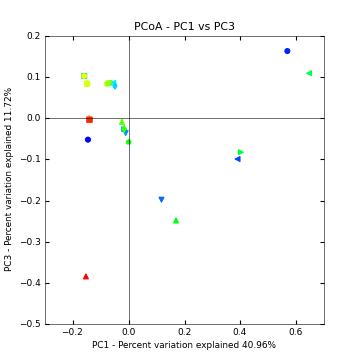 PCoA - PC1 vs PC3
0.2
0.1
0.0
−0.1
−0.2
−0.3
−0.4
−0.5
PC3 - Percent variation explained 11.72%
−0.2 0.0 0.2 0.4 0.6
PC1 - Percent variation explained 40.96%